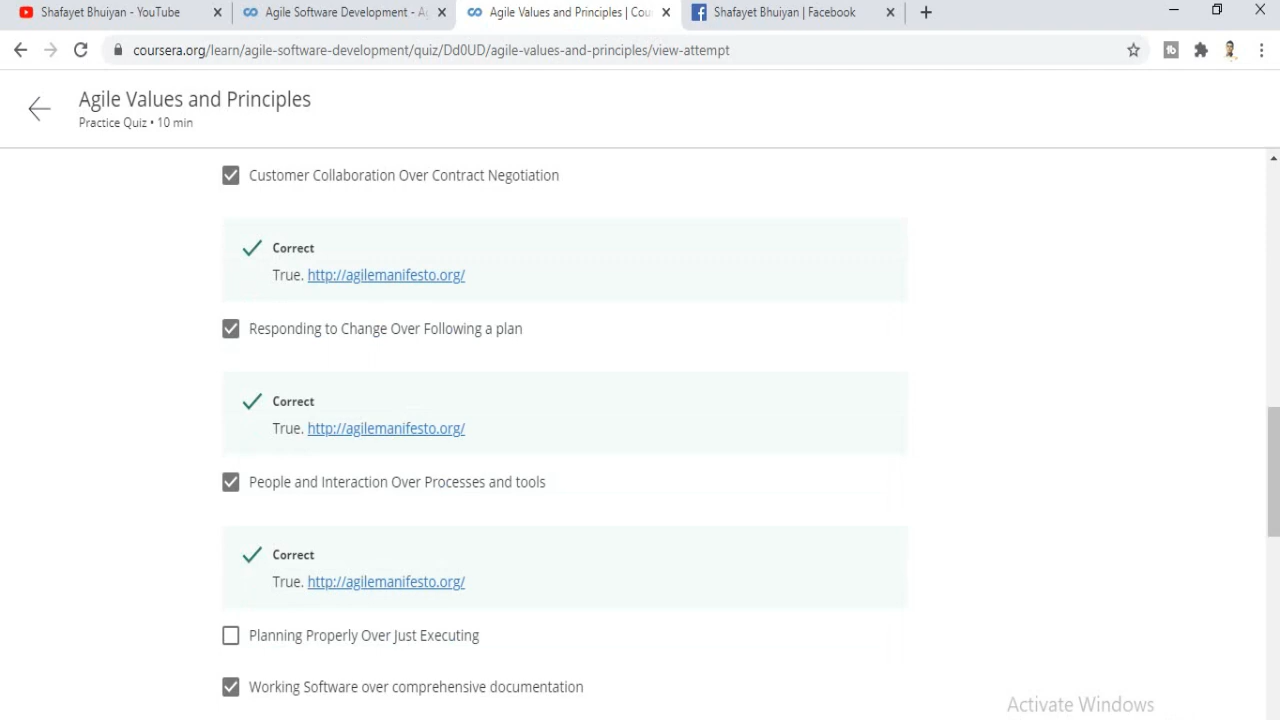 Shafayet Bhuiyan - YouTube
Agile Software Development - Ag
Agile Values and Principles | Cou
Shafayet Bhuiyan | Facebook
coursera.org/learn/agile-software-development/quiz/Dd0UD/agile-values-and-principles/view-attempt
Agile Values and Principles
Practice Quiz • 10 min
Customer Collaboration Over Contract Negotiation
Correct
True. http://agilemanifesto.org/
Responding to Change Over Following a plan
Correct
True. http://agilemanifesto.org/
People and Interaction Over Processes and tools
Correct
True. http://agilemanifesto.org/
Planning Properly Over Just Executing
Working Software over comprehensive documentation
Activate Windows